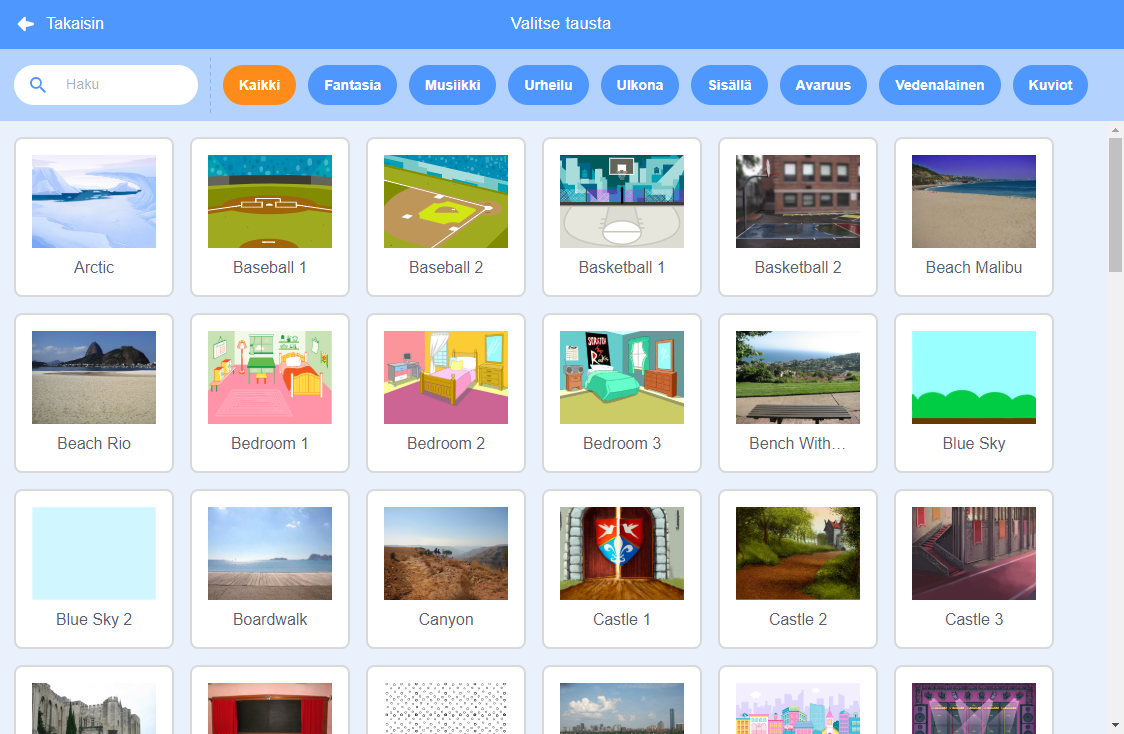 Takaisin
Valitse tausta
Haku
Kaikki
Fantasia
Musiikki
Urheilu
Ulkona
Sisällä
Avaruus
Vedenalainen
Kuviot
Arctic
Baseball 1
Baseball 2
Basketball 1
Basketball 2
Beach Malibu
Beach Rio
Bedroom 1
Bedroom 2
Bedroom 3
Bench With…
Blue Sky
Blue Sky 2
Boardwalk
Canyon
Castle 1
Castle 2
Castle 3